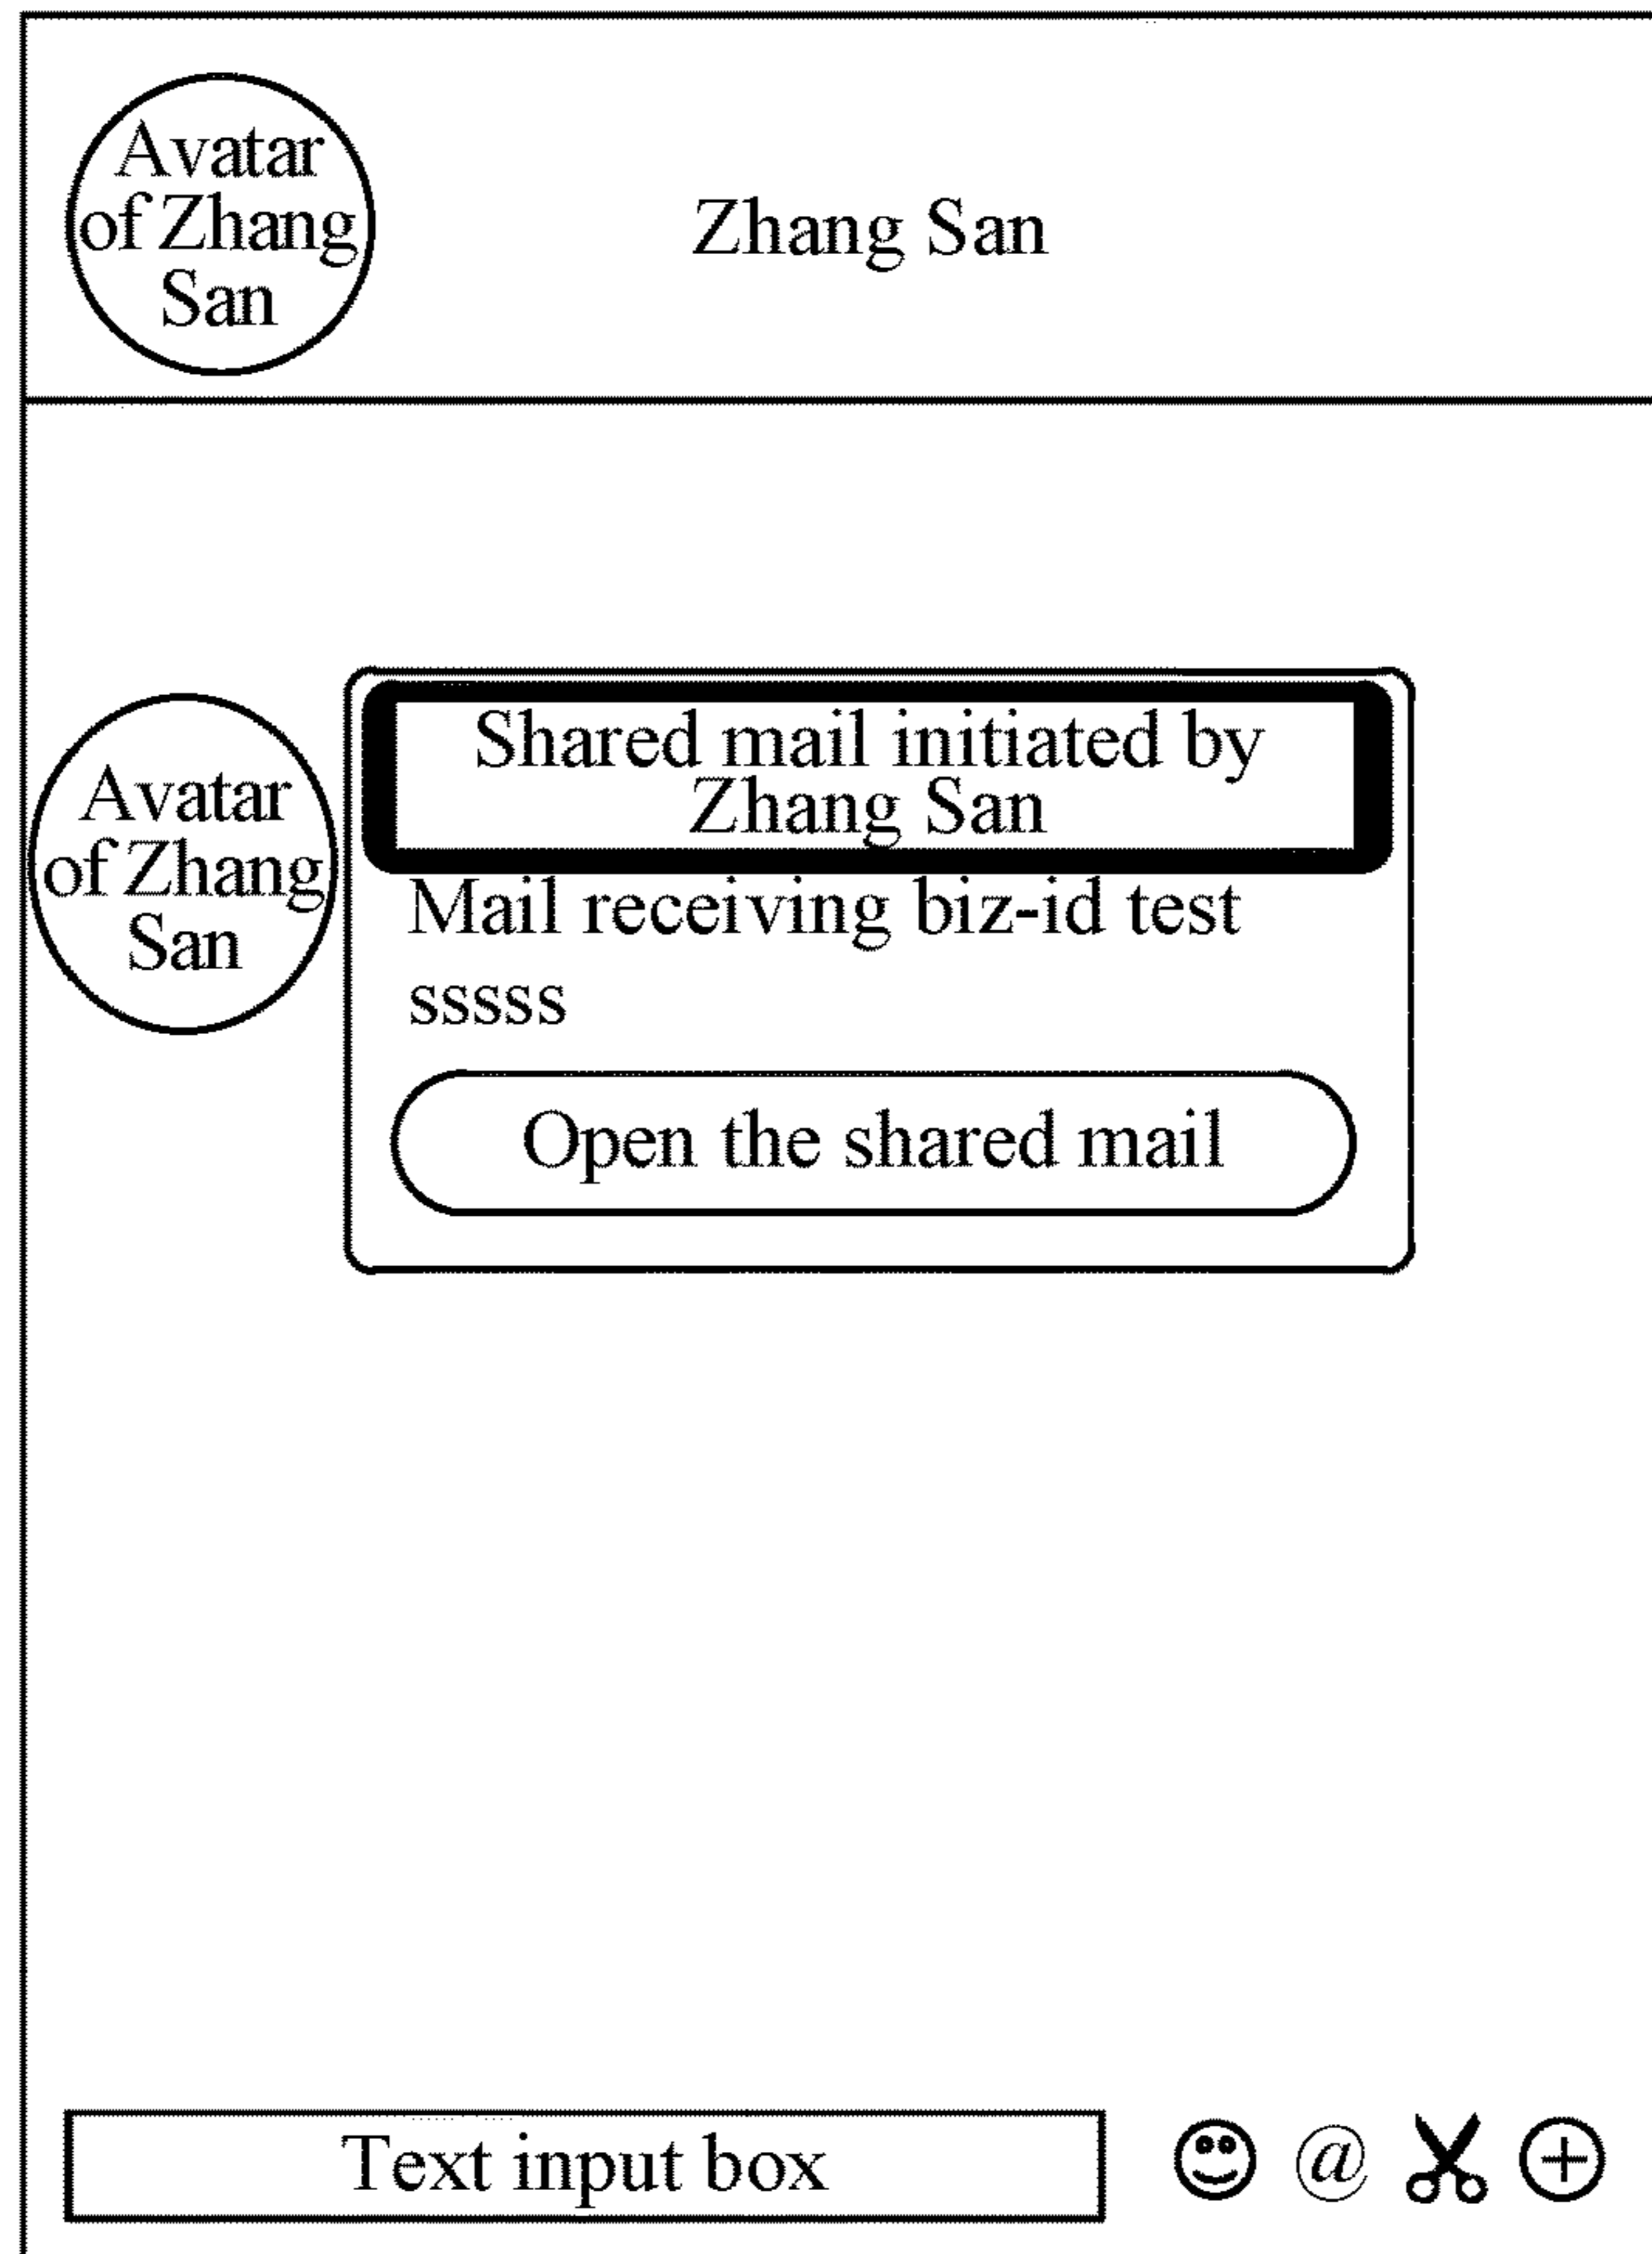 Avatar
of Zhang
San
Zhang San
Shared mail initiated by
Zhang San
Avatar
of Zhang
San
Mail receiving biz-id test
sssss
Open the shared mail
Text input box
@